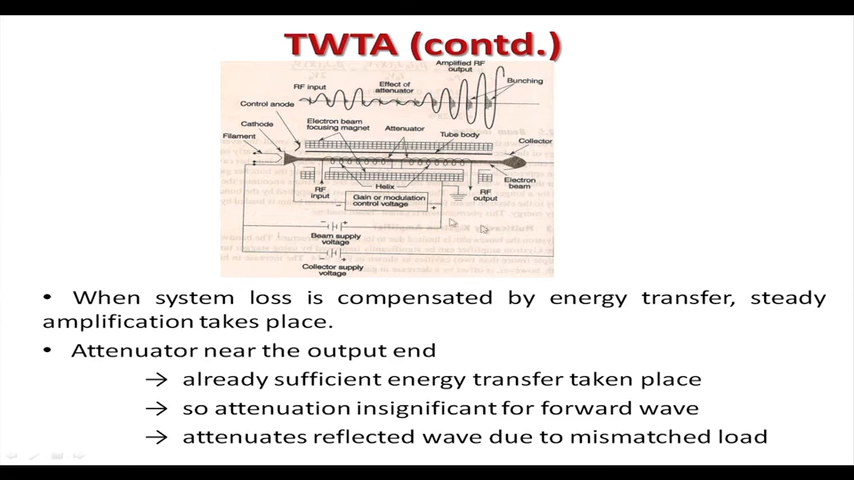 TWTA (contd.)
Amplified RF
output
Bunching
RF input
Effect of
attenuator
Control anode
Cathode
Electron beam
focusing magnet
Attenuator
Tube body
Filament
Collector
RF
input
Helix
RF
output
Electron
beam
Gain or modulation
control voltage
− +
− +
Beam supply
voltage
− +
Collector supply
voltage
• When system loss is compensated by energy transfer, steady
amplification takes place.
• Attenuator near the output end
→ already sufficient energy transfer taken place
→ so attenuation insignificant for forward wave
→ attenuates reflected wave due to mismatched load